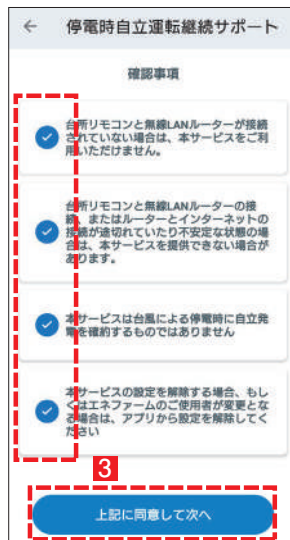 ← 停電時自立運転継続サポート
確認事項
台所リモコンと無線LANルーターが接続
されていない場合は、本サービスをご利
用いただけません。
台所リモコンと無線LANルーターの接
続、またはルーターとインターネットの
接続が途切れていたり不安定な状態の場
合は、本サービスを提供できない場合が
あります。
本サービスは台風による停電時に自立発
電を確約するものではありません
本サービスの設定を解除する場合、もし
くはエネファームのご使用者が変更とな
る場合は、アプリから設定を解除してく
ださい
3
上記に同意して次へ